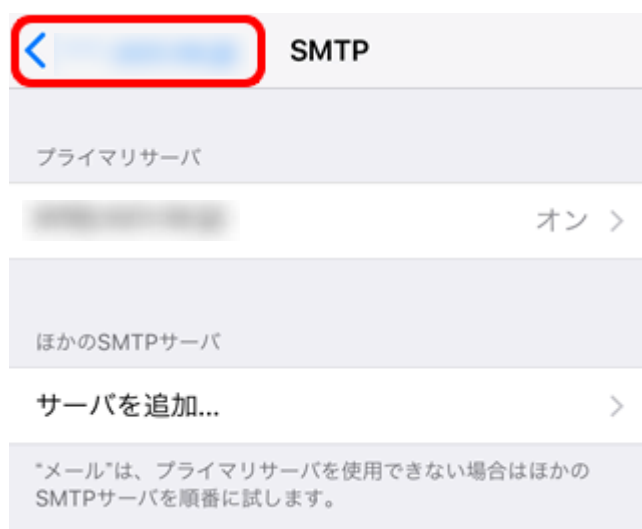 SMTP
プライマリサーバ
オン
ほかのSMTPサーバ
サーバを追加...
"メール"は、プライマリサーバを使用できない場合はほかの
SMTPサーバを順番に試します。